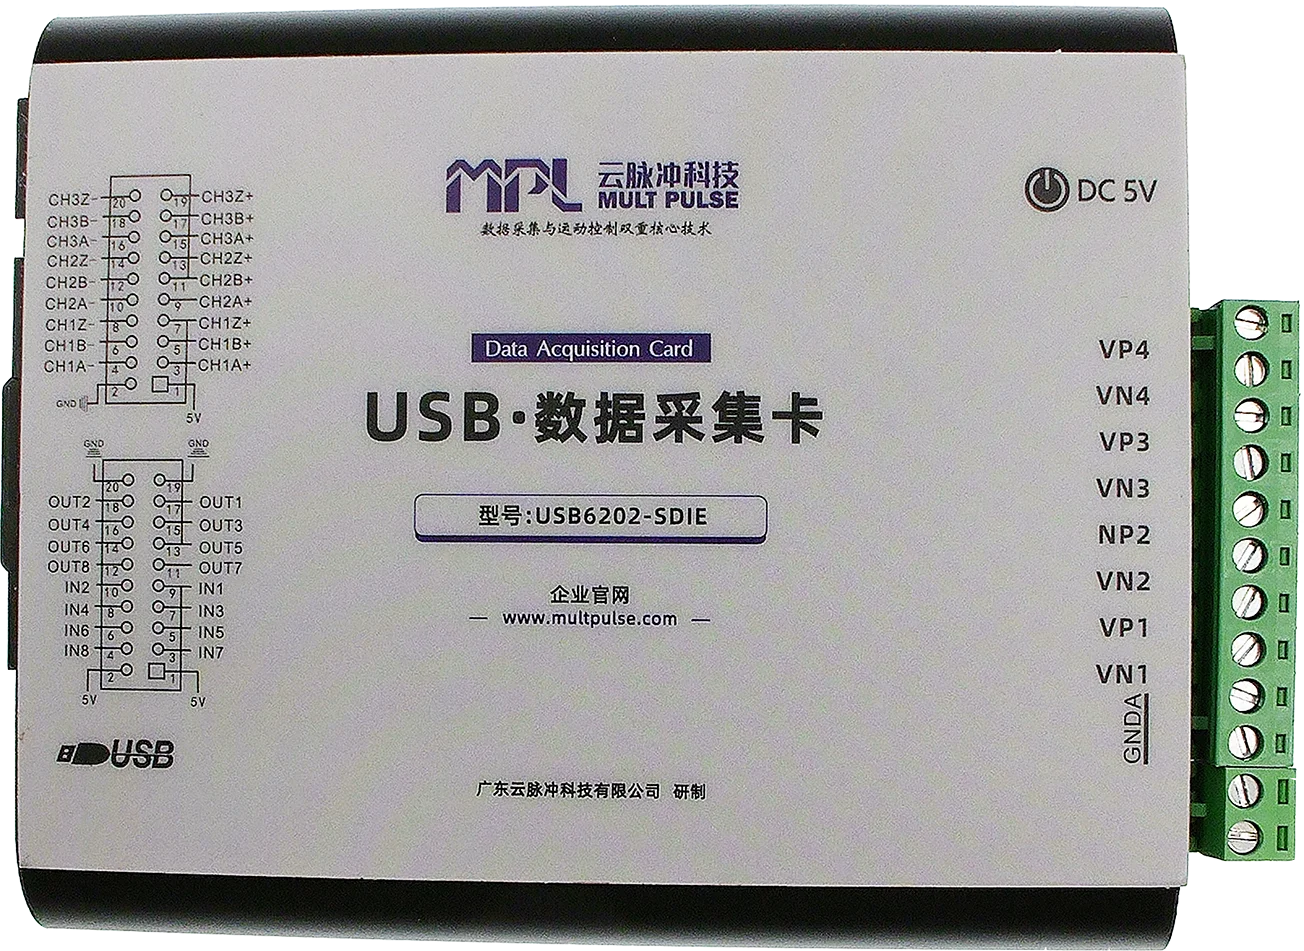 MPL 云脉冲科技
MULT PULSE
数据采集与运动控制双重核心技术
DC 5V
Data Acquisition Card
USB·数据采集卡
型号:USB6202-SDIE
企业官网
— www.multpulse.com —
广东云脉冲科技有限公司 研制
CH3Z- 20 19 CH3Z+
CH3B- 18 17 CH3B+
CH3A- 16 15 CH3A+
CH2Z- 14 13 CH2Z+
CH2B- 12 11 CH2B+
CH2A- 10 9 CH2A+
CH1Z- 8 7 CH1Z+
CH1B- 6 5 CH1B+
CH1A- 4 3 CH1A+
GND 2 1
5V
GND GND
20 19
OUT2 18 17 OUT1
OUT4 16 15 OUT3
OUT6 14 13 OUT5
OUT8 12 11 OUT7
IN2 10 9 IN1
IN4 8 7 IN3
IN6 6 5 IN5
IN8 4 3 IN7
2 1
5V 5V
USB
VP4
VN4
VP3
VN3
NP2
VN2
VP1
VN1
GNDA